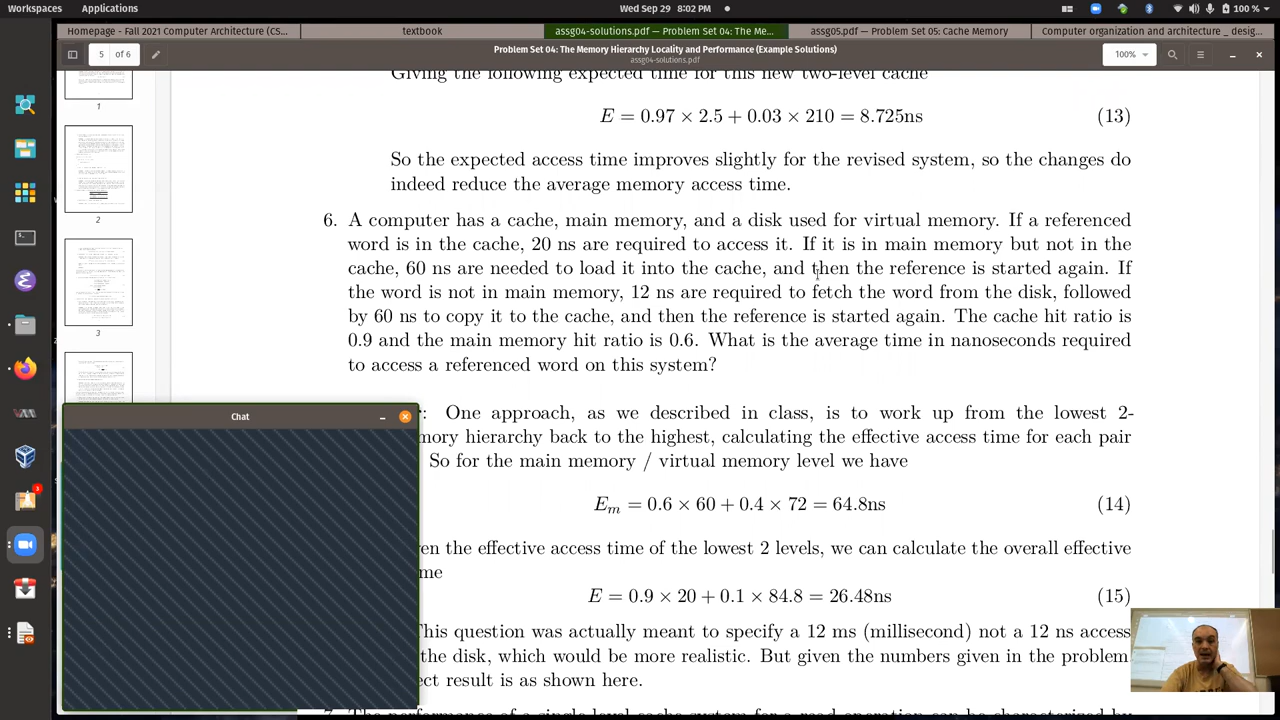 Workspaces Applications Wed Sep 29 8:02 PM 100 %
Homepage - Fall 2021 Computer Architecture (CS... textbook assg04-solutions.pdf — Problem Set 04: The Me... assg05.pdf — Problem Set 05: Cache Memory Computer organization and architecture _ desig...
5 of 6 Problem Set 04: The Memory Hierarchy Locality and Performance (Example Solutions) 100%
assg04-solutions.pdf
1
2
3
E = 0.97 × 2.5 + 0.03 × 210 = 8.725ns (13)
So the expected access time improves slightly in the revised system, so the changes do
indeed reduce the average memory access time.
6. A computer has a cache, main memory, and a disk used for virtual memory. If a referenced
word is in the cache, 20 ns are required to access it. If it is in main memory but not in the
cache, 60 ns are needed to load it into the cache, and then the reference is started again. If
the word is not in main memory, 12 ns are required to fetch the word from the disk, followed
by 60 ns to copy it to the cache, and then the reference is started again. The cache hit ratio is
0.9 and the main memory hit ratio is 0.6. What is the average time in nanoseconds required
to access a referenced word on this system?
Chat
r: One approach, as we described in class, is to work up from the lowest 2-
mory hierarchy back to the highest, calculating the effective access time for each pair
So for the main memory / virtual memory level we have
Em = 0.6 × 60 + 0.4 × 72 = 64.8ns (14)
en the effective access time of the lowest 2 levels, we can calculate the overall effective
me
E = 0.9 × 20 + 0.1 × 84.8 = 26.48ns (15)
This question was actually meant to specify a 12 ms (millisecond) not a 12 ns access
the disk, which would be more realistic. But given the numbers given in the problem
ect result is as shown here.